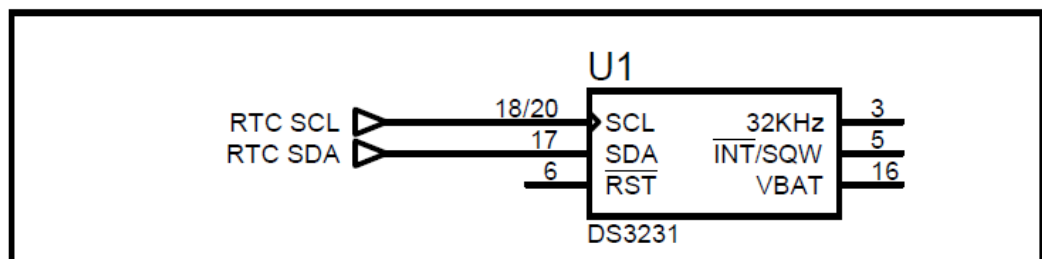 U1
RTC SCL 18/20 SCL 32KHz 3
RTC SDA 17 SDA INT/SQW 5
6 RST VBAT 16
DS3231